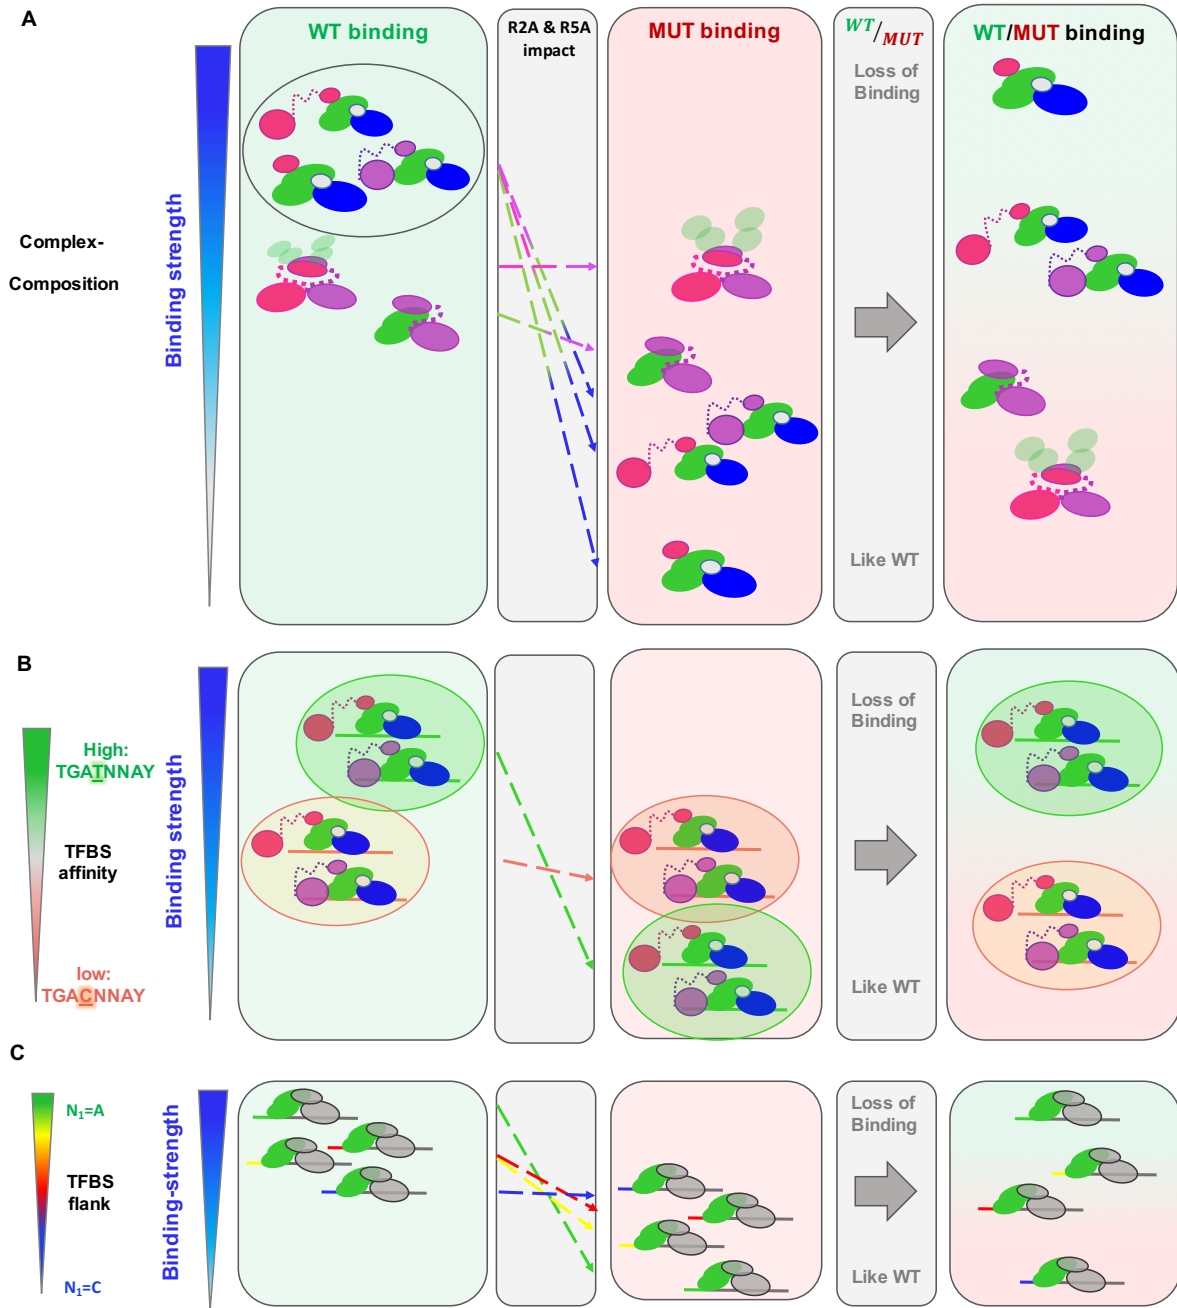 A
WT binding
R2A & R5A
impact
MUT binding
WT/MUT
WT/MUT binding
Loss of
Binding
Binding strength
Complex-
Composition
Like WT
B
Loss of
Binding
High:
TGATNNAY
Binding strength
TFBS
affinity
low:
TGACNNAY
Like WT
C
N₁=A
Binding-strength
Loss of
Binding
TFBS
flank
Like WT
N₁=C